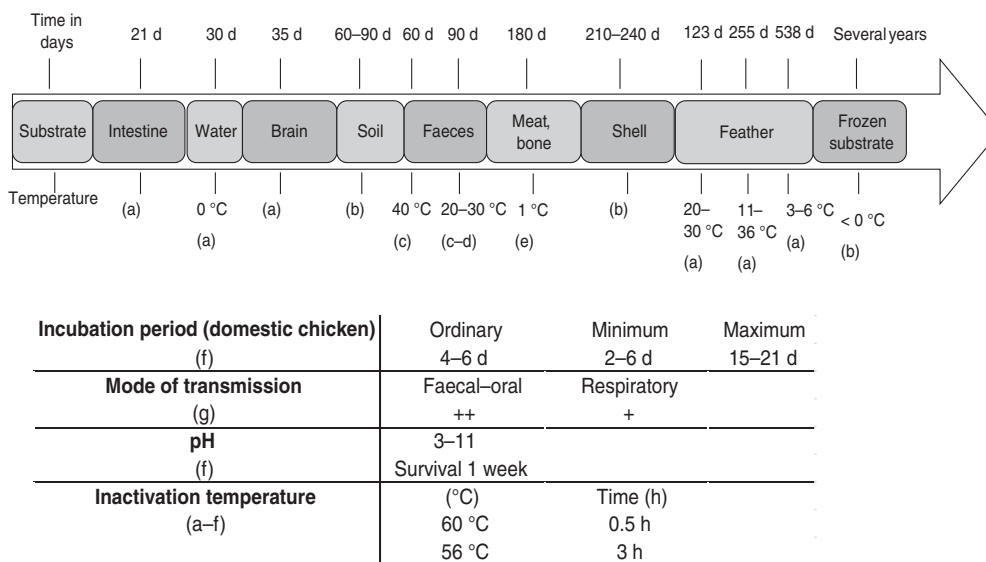 Time in
days
21 d
30 d
35 d
60–90 d
60 d
90 d
180 d
210–240 d
123 d
255 d
538 d
Several years
Substrate
Intestine
Water
Brain
Soil
Faeces
Meat,
bone
Shell
Feather
Frozen
substrate
Temperature
(a)
0 °C
(a)
(a)
(b)
40 °C
(c)
20–30 °C
(c–d)
1 °C
(e)
(b)
20–
30 °C
(a)
11–
36 °C
(a)
3–6 °C
(a)
< 0 °C
(b)
Incubation period (domestic chicken) Ordinary Minimum Maximum
(f) 4–6 d 2–6 d 15–21 d
Mode of transmission Faecal–oral Respiratory
(g) ++ +
pH 3–11
(f) Survival 1 week
Inactivation temperature (°C) Time (h)
(a–f) 60 °C 0.5 h
56 °C 3 h